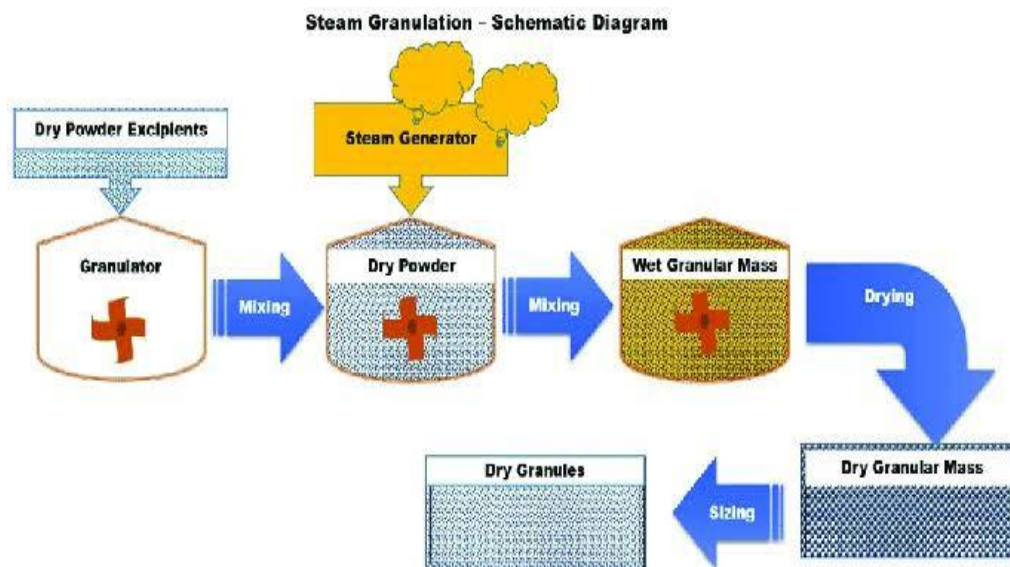 Steam Granulation – Schematic Diagram
Dry Powder Excipients
Steam Generator
Granulator
Mixing
Dry Powder
Mixing
Wet Granular Mass
Drying
Dry Granules
Sizing
Dry Granular Mass